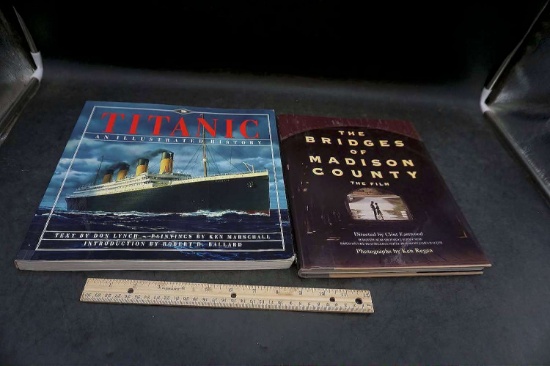 TITANIC
AN ILLUSTRATED HISTORY
TEXT BY DON LYNCH ~ PAINTINGS BY KEN MARSCHALL
INTRODUCTION BY ROBERT D. BALLARD
THE
BRIDGES
OF
MADISON
COUNTY
THE FILM
Directed by Clint Eastwood
Photographs by Ken Regan